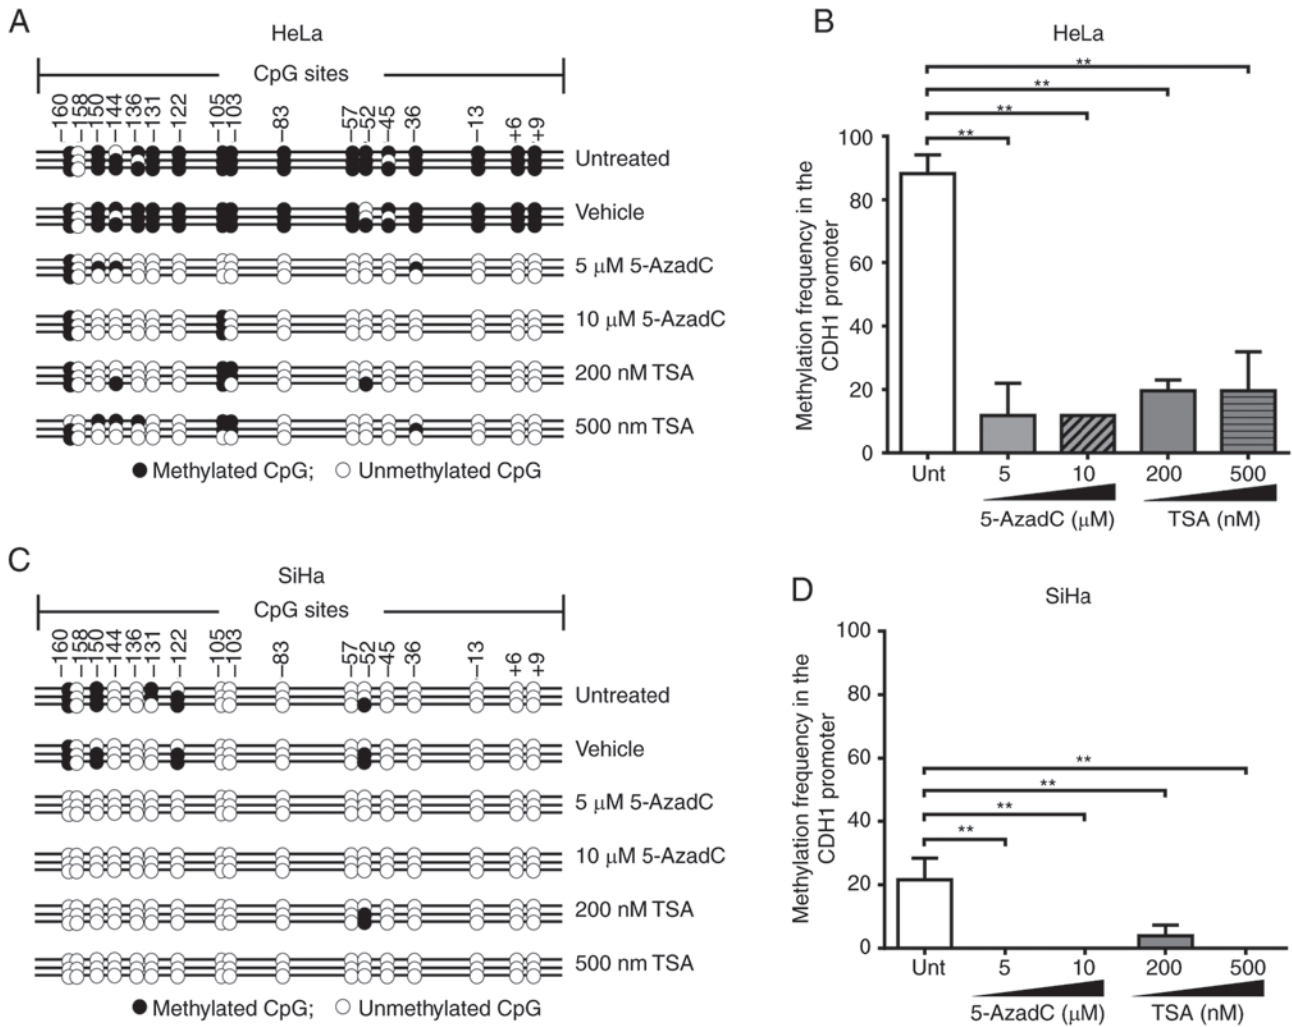 A
HeLa
CpG sites
−160 −158 −150 −144 −136 −131 −122 −105 −103 −83 −57 −52 −45 −36 −13 +6 +9
Untreated
Vehicle
5 μM 5-AzadC
10 μM 5-AzadC
200 nM TSA
500 nm TSA
Methylated CpG; Unmethylated CpG
B
HeLa
**
**
**
**
Methylation frequency in the
CDH1 promoter
100
80
60
40
20
0
Unt 5 10 200 500
5-AzadC (μM) TSA (nM)
C
SiHa
CpG sites
−160 −158 −150 −144 −136 −131 −122 −105 −103 −83 −57 −52 −45 −36 −13 +6 +9
Untreated
Vehicle
5 μM 5-AzadC
10 μM 5-AzadC
200 nM TSA
500 nm TSA
Methylated CpG; Unmethylated CpG
D
SiHa
Methylation frequency in the
CDH1 promoter
100
80
60
40
20
0
**
**
**
**
Unt 5 10 200 500
5-AzadC (μM) TSA (nM)